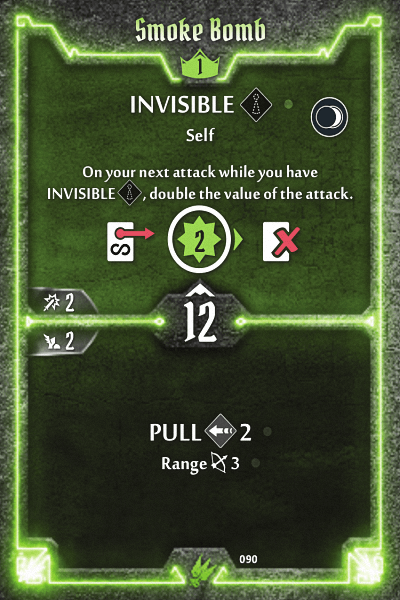 Smoke Bomb
1
INVISIBLE
Self
On your next attack while you have
INVISIBLE , double the value of the attack.
S 2
2
12
2
PULL 2
Range 3
090